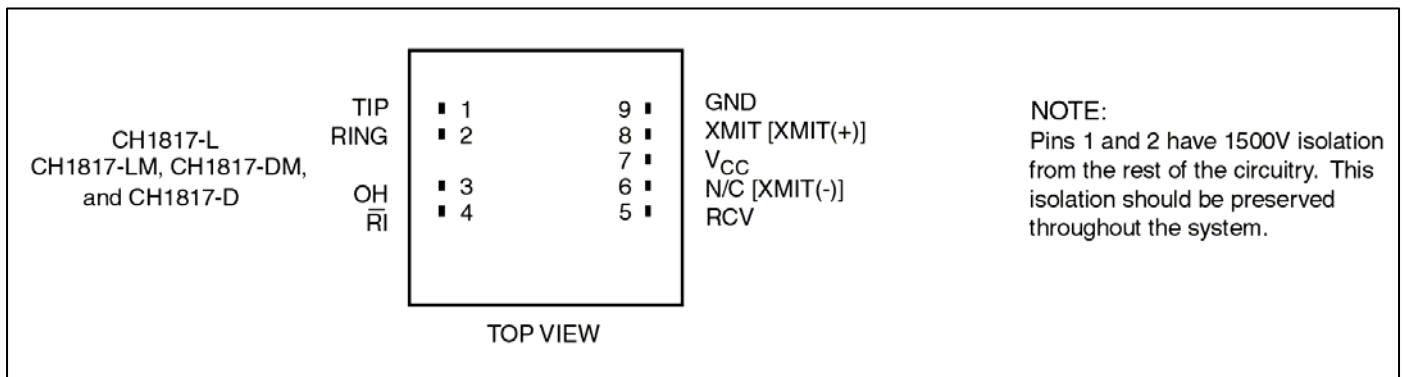 CH1817-L
CH1817-LM, CH1817-DM,
and CH1817-D
TIP
RING
OH
R̅I̅
1
2
3
4
9
8
7
6
5
GND
XMIT [XMIT(+)]
VCC
N/C [XMIT(-)]
RCV
TOP VIEW
NOTE:
Pins 1 and 2 have 1500V isolation
from the rest of the circuitry. This
isolation should be preserved
throughout the system.